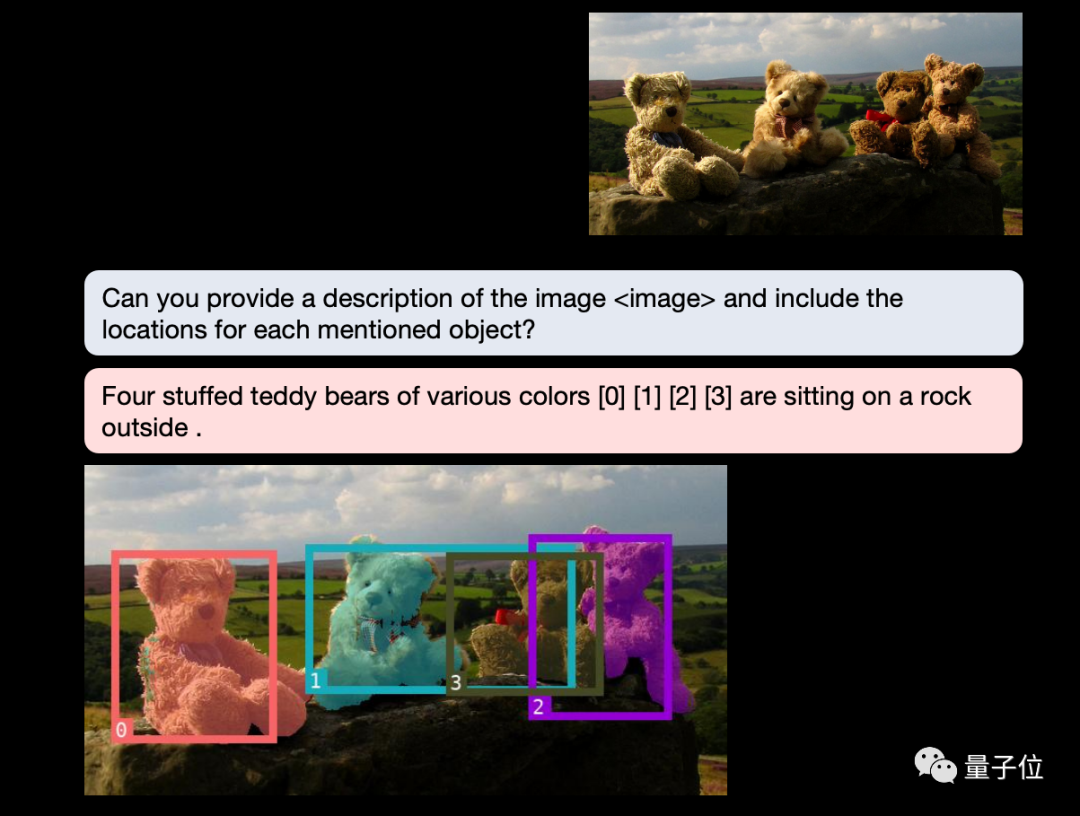 Can you provide a description of the image <image> and include the
locations for each mentioned object?
Four stuffed teddy bears of various colors [0] [1] [2] [3] are sitting on a rock
outside .
1
3
2
0
量子位